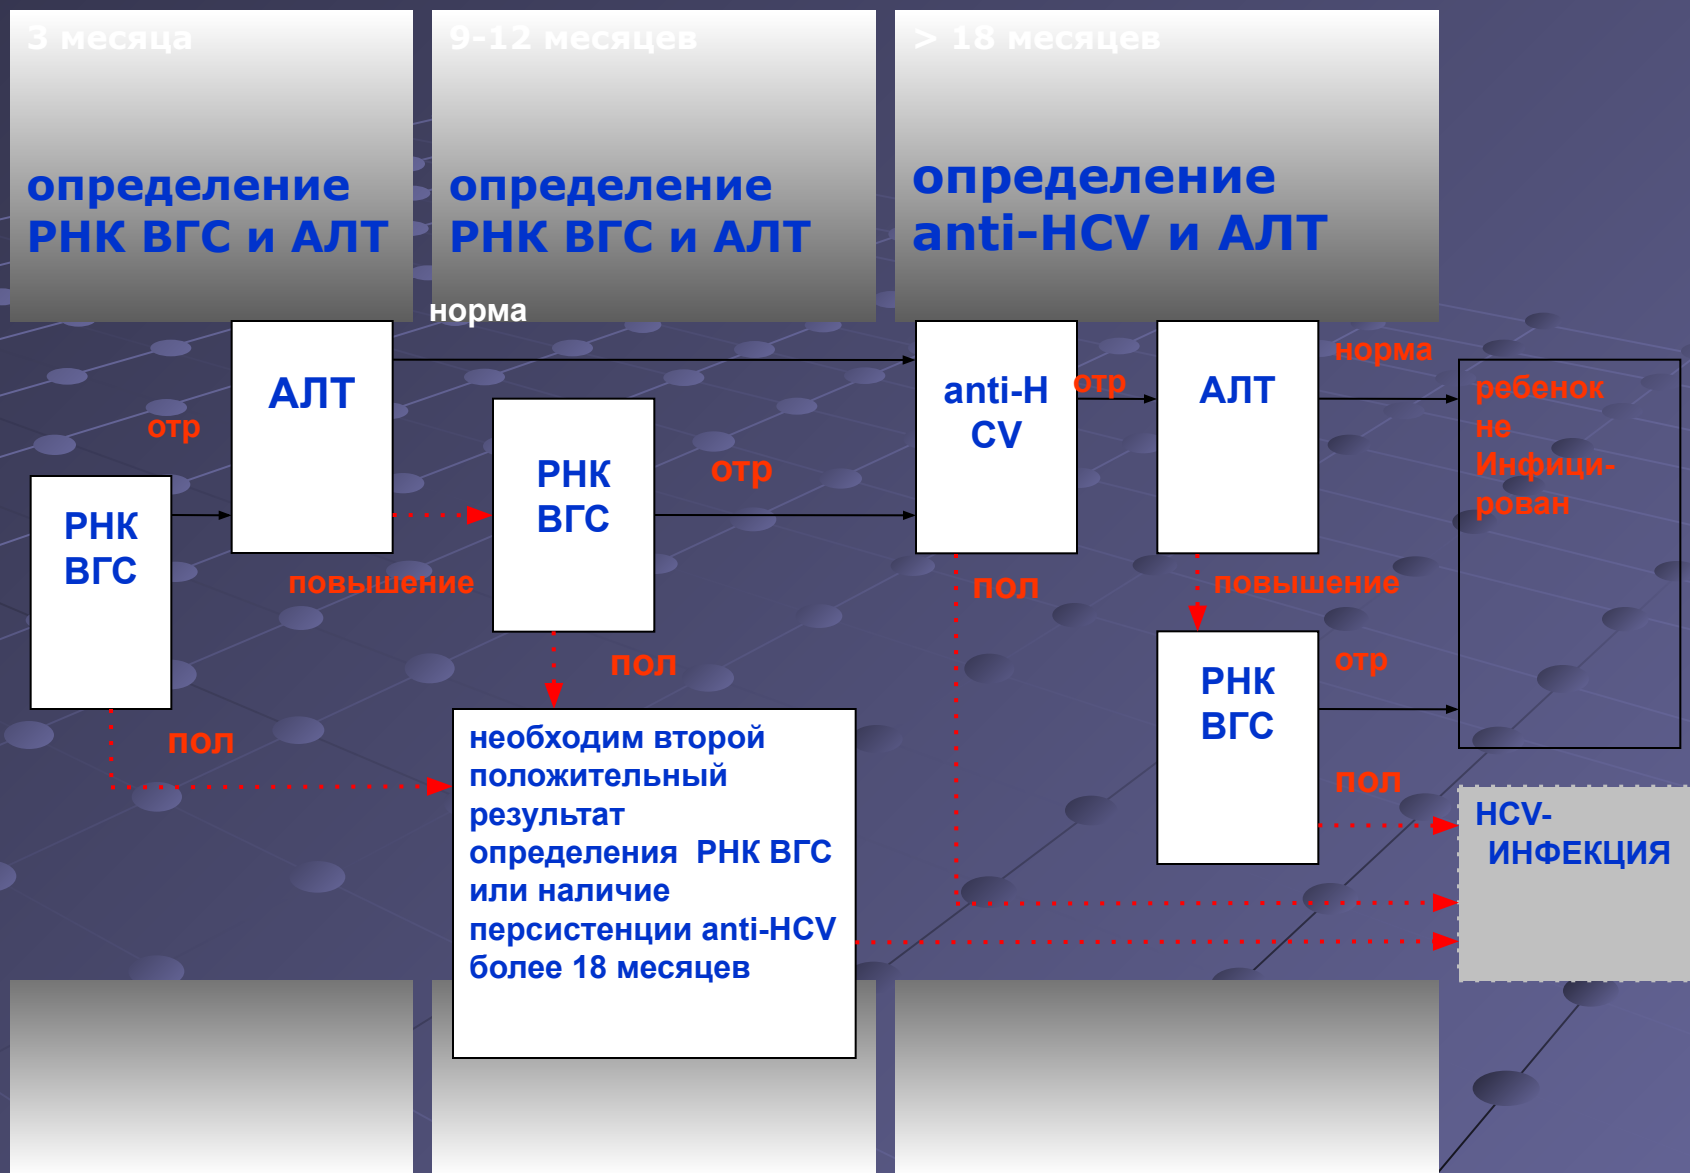 3 месяца
определение
РНК ВГС и АЛТ
9-12 месяцев
определение
РНК ВГС и АЛТ
> 18 месяцев
определение
anti-HCV и АЛТ
норма
АЛТ
отр
РНК
ВГС
повышение
пол
РНК
ВГС
отр
пол
необходим второй
положительный
результат
определения РНК ВГС
или наличие
персистенции anti-HCV
более 18 месяцев
anti-H
CV
отр
пол
АЛТ
норма
повышение
РНК
ВГС
отр
пол
ребенок
не
Инфици-
рован
HCV-
ИНФЕКЦИЯ